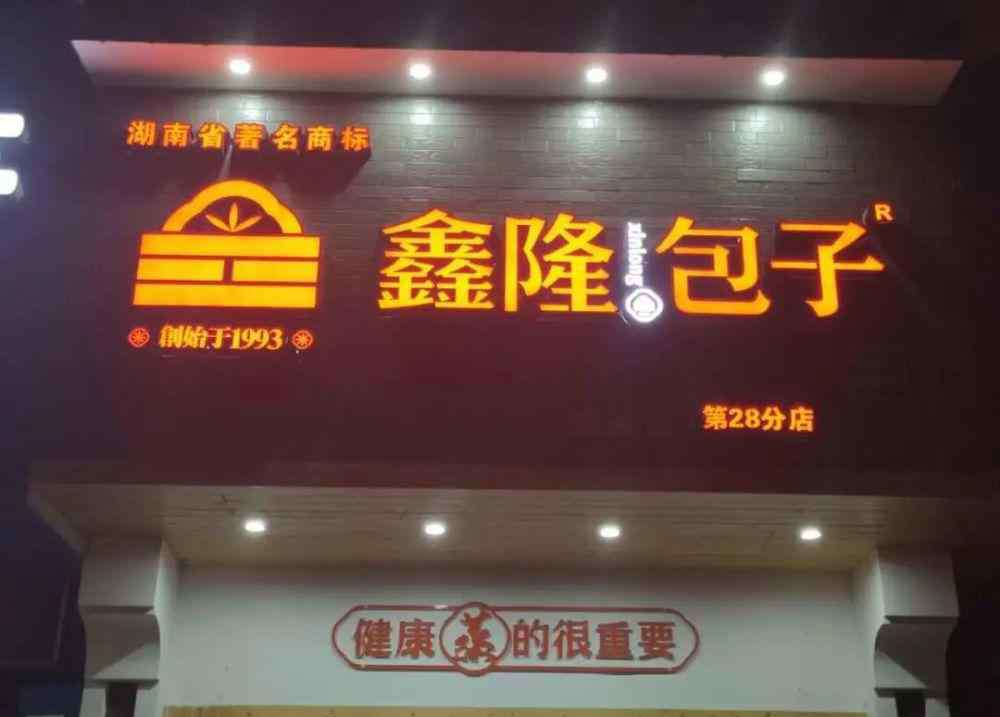 湖南省著名商标
鑫隆包子®
xinlong
創始于1993
第28分店
健康蒸的很重要